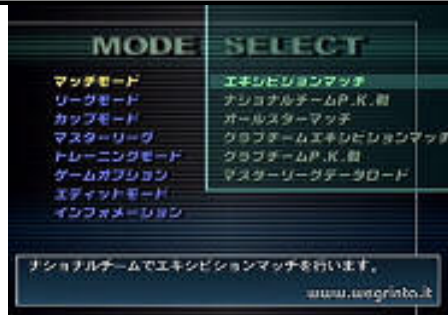 MODE SELECT
マッチモード
リーグモード
カップモード
マスターリーグ
トレーニングモード
ゲームオプション
エディットモード
インフォメーション
エキシビションマッチ
ナショナルチームP.K.戦
オールスターマッチ
クラブチームエキシビションマッチ
クラブチームP.K.戦
マスターリーグデータロード
ナショナルチームでエキシビションマッチを行います。